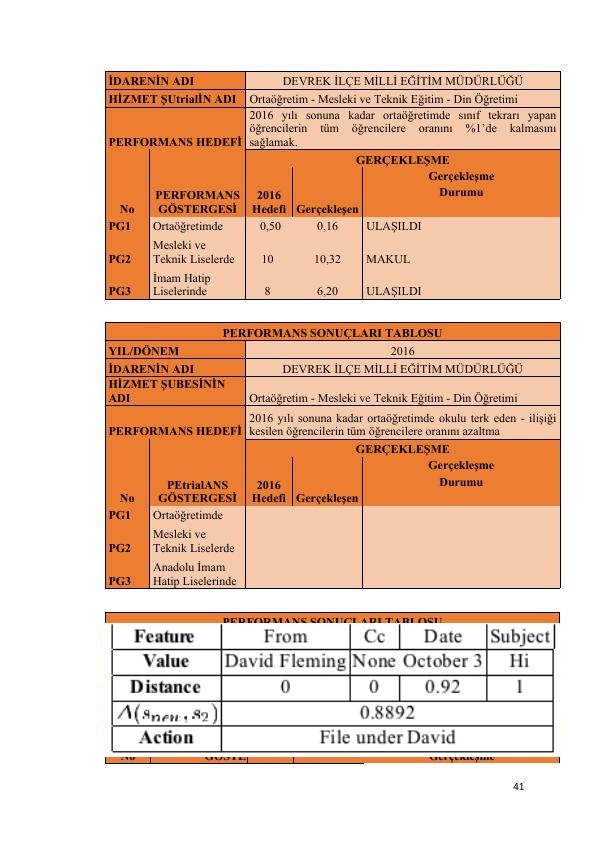 İDARENİN ADI DEVREK İLÇE MİLLİ EĞİTİM MÜDÜRLÜĞÜ
HİZMET ŞUtrialİN ADI Ortaöğretim - Mesleki ve Teknik Eğitim - Din Öğretimi
PERFORMANS HEDEFİ 2016 yılı sonuna kadar ortaöğretimde sınıf tekrarı yapan
öğrencilerin tüm öğrencilere oranını %1’de kalmasını
sağlamak.
GERÇEKLEŞME
No PERFORMANS
GÖSTERGESİ 2016
Hedefi Gerçekleşen Gerçekleşme
Durumu
PG1 Ortaöğretimde 0,50 0,16 ULAŞILDI
PG2 Mesleki ve
Teknik Liselerde 10 10,32 MAKUL
PG3 İmam Hatip
Liselerinde 8 6,20 ULAŞILDI
PERFORMANS SONUÇLARI TABLOSU
YIL/DÖNEM 2016
İDARENİN ADI DEVREK İLÇE MİLLİ EĞİTİM MÜDÜRLÜĞÜ
HİZMET ŞUBESİNİN
ADI Ortaöğretim - Mesleki ve Teknik Eğitim - Din Öğretimi
PERFORMANS HEDEFİ 2016 yılı sonuna kadar ortaöğretimde okulu terk eden - ilişiği
kesilen öğrencilerin tüm öğrencilere oranını azaltma
GERÇEKLEŞME
No PEtrialANS
GÖSTERGESİ 2016
Hedefi Gerçekleşen Gerçekleşme
Durumu
PG1 Ortaöğretimde
PG2 Mesleki ve
Teknik Liselerde
PG3 Anadolu İmam
Hatip Liselerinde
PERFORMANS SONUÇLARI TABLOSU
Feature From Cc Date Subject
Value David Fleming None October 3 Hi
Distance 0 0 0.92 1
Λ(s_new, s_2) 0.8892
Action File under David
No Gerçekleşme
41